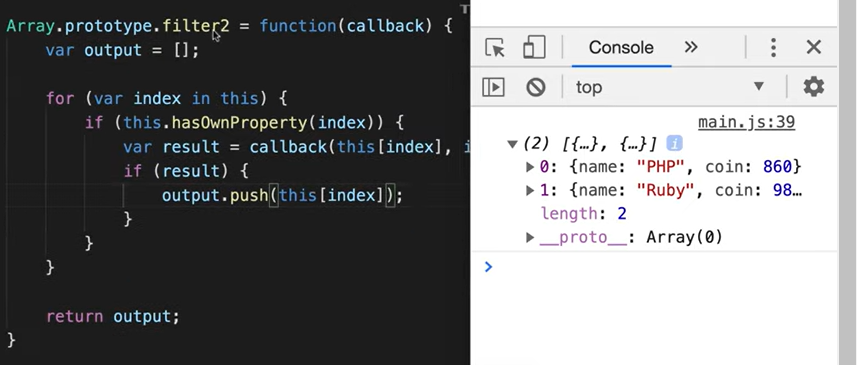 Array.prototype.filter2 = function(callback) {
var output = [];
for (var index in this) {
if (this.hasOwnProperty(index)) {
var result = callback(this[index], i
if (result) {
output.push(this[index]);
}
}
}
return output;
}
Console
top
main.js:39
(2) [{…}, {…}]
0: {name: "PHP", coin: 860}
1: {name: "Ruby", coin: 98…
length: 2
__proto__: Array(0)